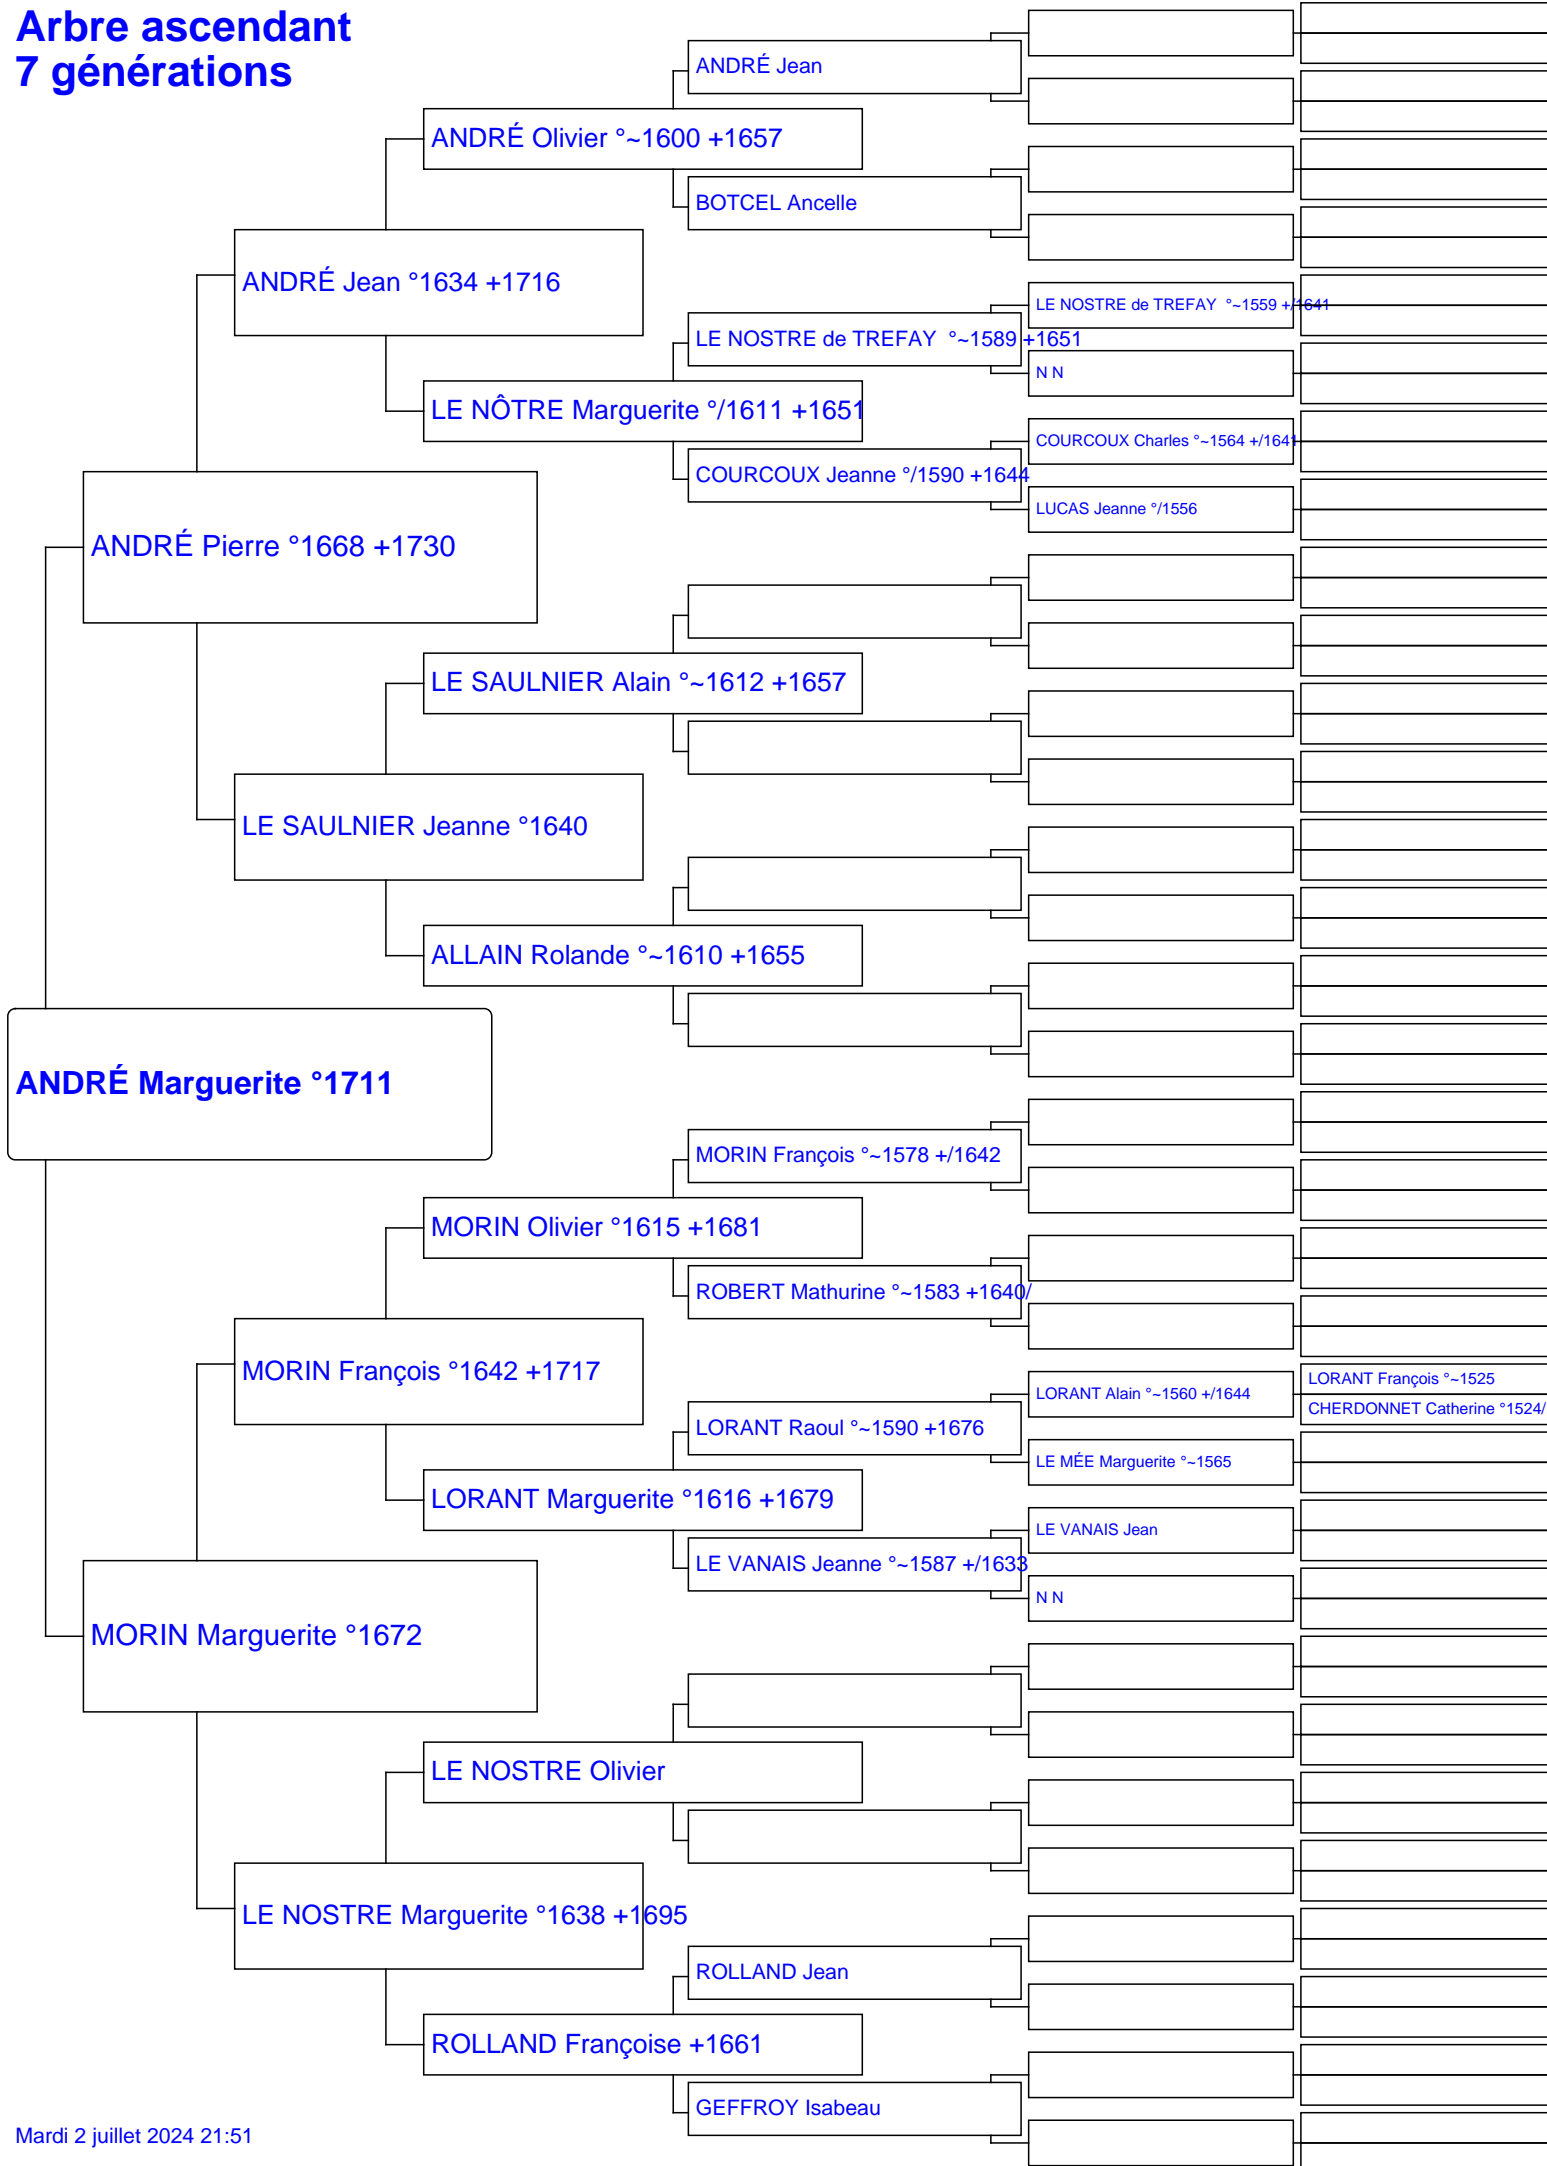 Arbre ascendant
7 générations
ANDRÉ Jean
ANDRÉ Olivier °~1600 +1657
BOTCEL Ancelle
ANDRÉ Jean °1634 +1716
LE NOSTRE de TREFAY  °~1559 +/1641
LE NOSTRE de TREFAY  °~1589 +1651
N N
LE NÔTRE Marguerite °/1611 +1651
COURCOUX Charles °~1564 +/1641
COURCOUX Jeanne °/1590 +1644
LUCAS Jeanne °/1556
ANDRÉ Pierre °1668 +1730
LE SAULNIER Alain °~1612 +1657
LE SAULNIER Jeanne °1640
ALLAIN Rolande °~1610 +1655
ANDRÉ Marguerite °1711
MORIN François °~1578 +/1642
MORIN Olivier °1615 +1681
ROBERT Mathurine °~1583 +1640/
MORIN François °1642 +1717
LORANT François °~1525
LORANT Alain °~1560 +/1644
CHERDONNET Catherine °1524/
LORANT Raoul °~1590 +1676
LE MÉE Marguerite °~1565
LORANT Marguerite °1616 +1679
LE VANAIS Jean
LE VANAIS Jeanne °~1587 +/1633
N N
MORIN Marguerite °1672
LE NOSTRE Olivier
LE NOSTRE Marguerite °1638 +1695
ROLLAND Jean
ROLLAND Françoise +1661
GEFFROY Isabeau
Mardi 2 juillet 2024 21:51